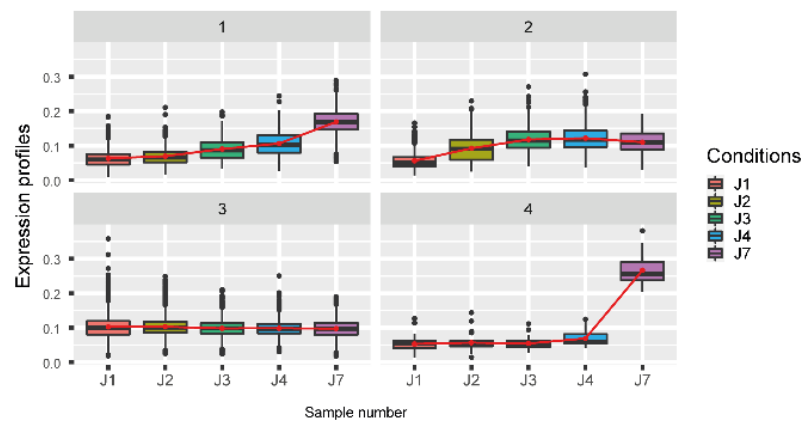 1
2
0.3
0.2
0.1
0.0
3
4
0.3
0.2
0.1
0.0
Expression profiles
J1 J2 J3 J4 J7
J1 J2 J3 J4 J7
Sample number
Conditions
J1
J2
J3
J4
J7